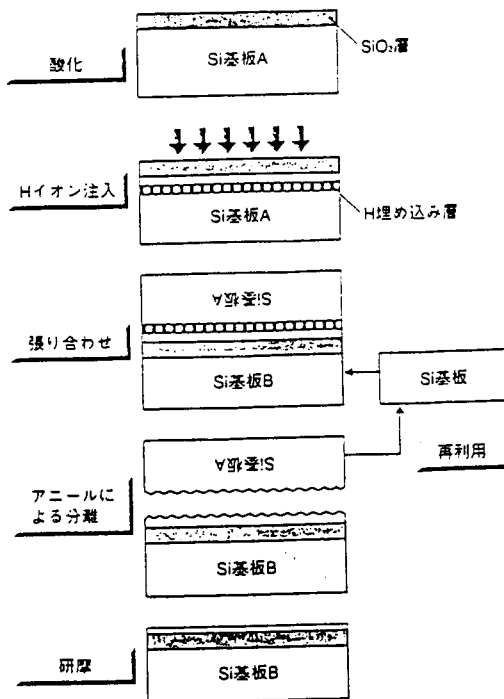 SiO₂層
Si基板A
酸化
Hイオン注入
Si基板A
H埋め込み層
Si基板A
張り合わせ
Si基板B
Si基板
再利用
Si基板A
アニールに
よる分離
Si基板B
研摩
Si基板B